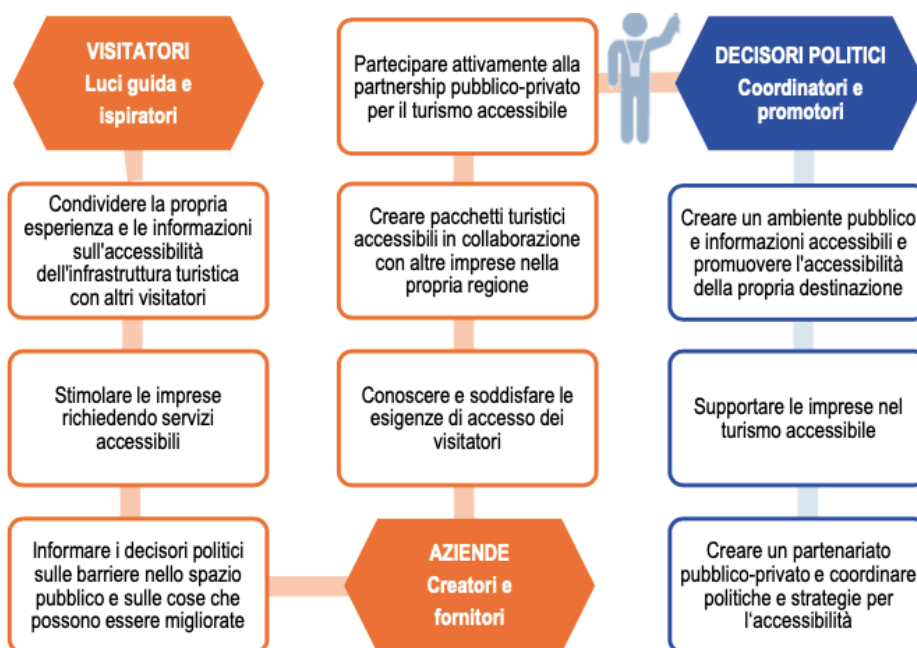 VISITATORI
Luci guida e
ispiratori
Condividere la propria
esperienza e le informazioni
sull'accessibilità
dell'infrastruttura turistica
con altri visitatori
Stimolare le imprese
richiedendo servizi
accessibili
Informare i decisori politici
sulle barriere nello spazio
pubblico e sulle cose che
possono essere migliorate
AZIENDE
Creatori e
fornitori
Conoscere e soddisfare le
esigenze di accesso dei
visitatori
Creare pacchetti turistici
accessibili in collaborazione
con altre imprese nella
propria regione
Partecipare attivamente alla
partnership pubblico-privato
per il turismo accessibile
DECISORI POLITICI
Coordinatori e
promotori
Creare un ambiente pubblico
e informazioni accessibili e
promuovere l'accessibilità
della propria destinazione
Supportare le imprese nel
turismo accessibile
Creare un partenariato
pubblico-privato e coordinare
politiche e strategie per
l'accessibilità